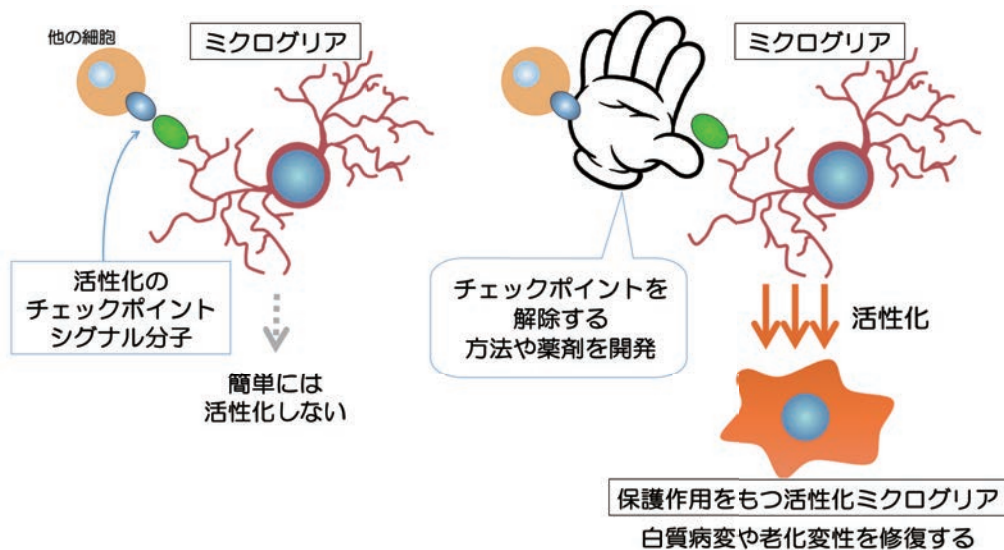 他の細胞
ミクログリア
活性化の
チェックポイント
シグナル分子
簡単には
活性化しない
ミクログリア
チェックポイントを
解除する
方法や薬剤を開発
活性化
保護作用をもつ活性化ミクログリア
白質病変や老化変性を修復する